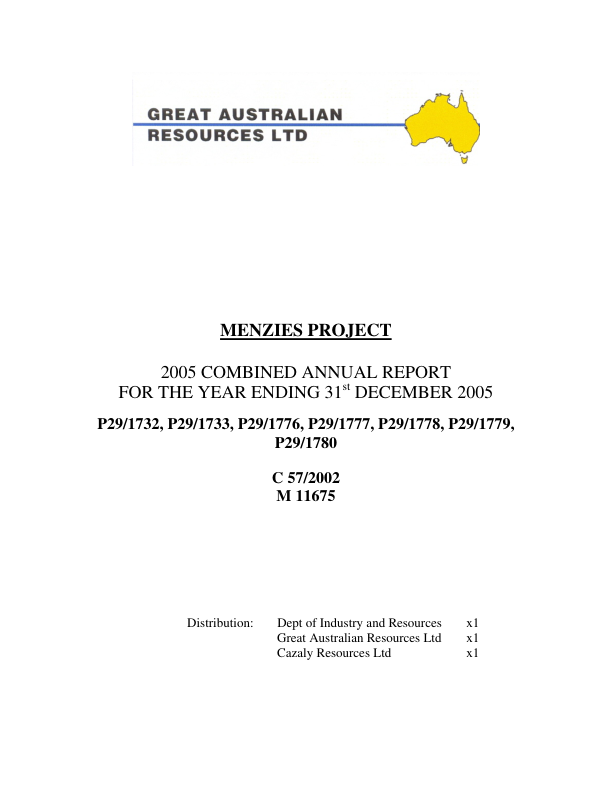 GREAT AUSTRALIAN
RESOURCES LTD
MENZIES PROJECT
2005 COMBINED ANNUAL REPORT
FOR THE YEAR ENDING 31st DECEMBER 2005
P29/1732, P29/1733, P29/1776, P29/1777, P29/1778, P29/1779,
P29/1780
C 57/2002
M 11675
Distribution: Dept of Industry and Resources x1
Great Australian Resources Ltd x1
Cazaly Resources Ltd x1